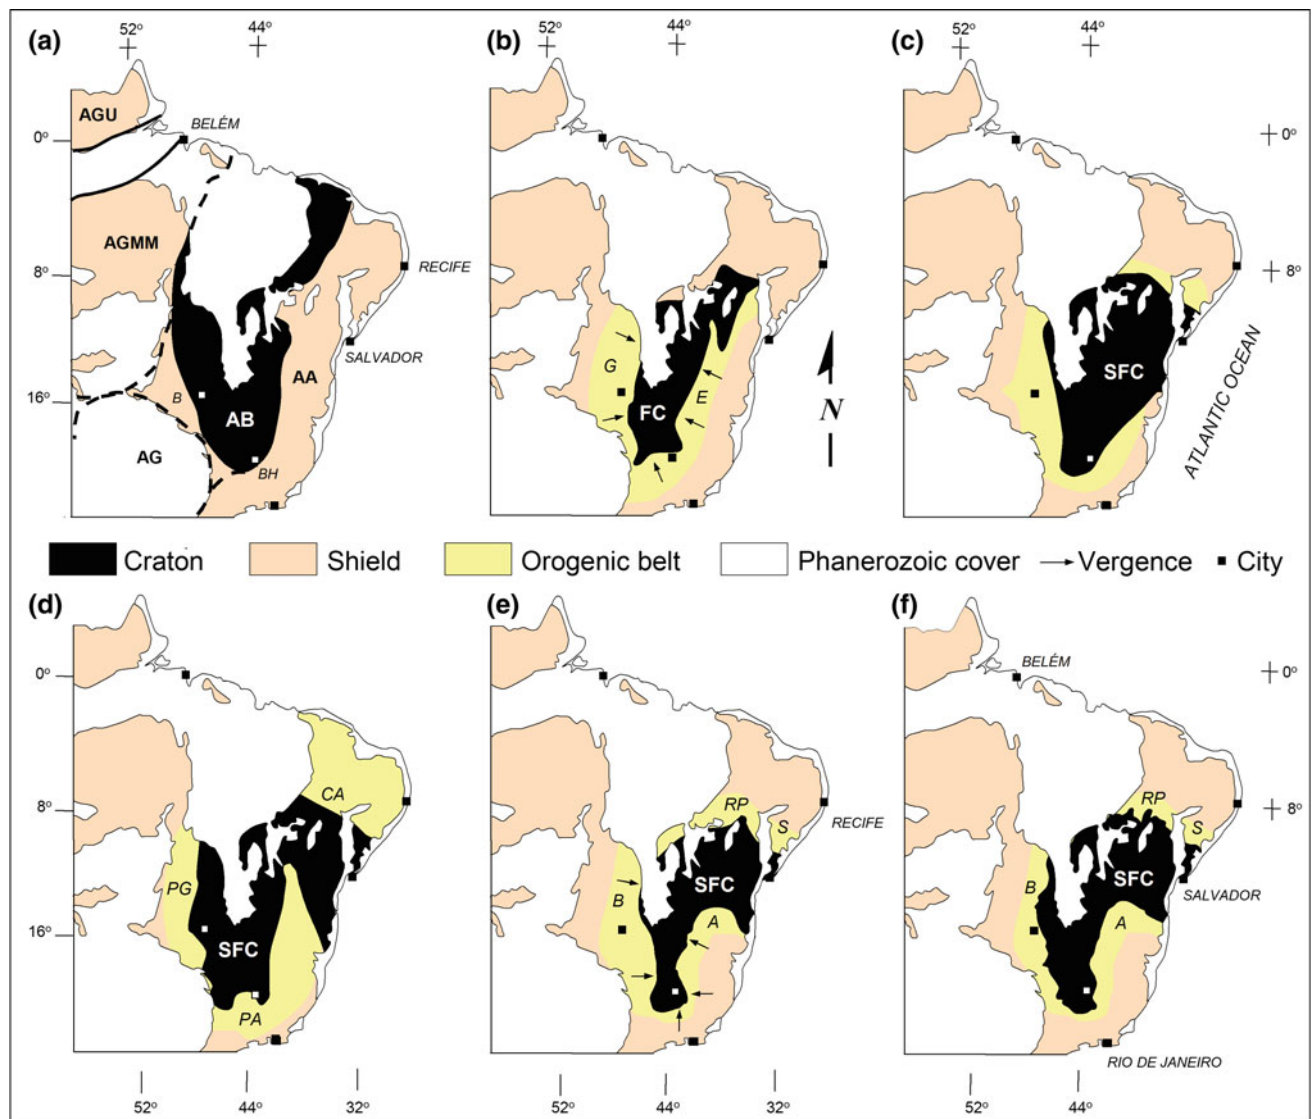 (a) 52° 44° (b) 52° 44° (c) 52° 44°
AGU
BELÉM
0° 0°
AGMM
8° RECIFE 8°
SALVADOR
AA
G E SFC
B
16° AB FC
N
AG BH
ATLANTIC OCEAN
Craton Shield Orogenic belt Phanerozoic cover Vergence City
(d) (e) (f)
BELÉM
0° 0°
CA RP RP
8° 8°
S RECIFE S
PG SFC SFC
B B SALVADOR
A A
16° SFC
PA
RIO DE JANEIRO
52° 44° 32° 52° 44° 32° 52° 44°